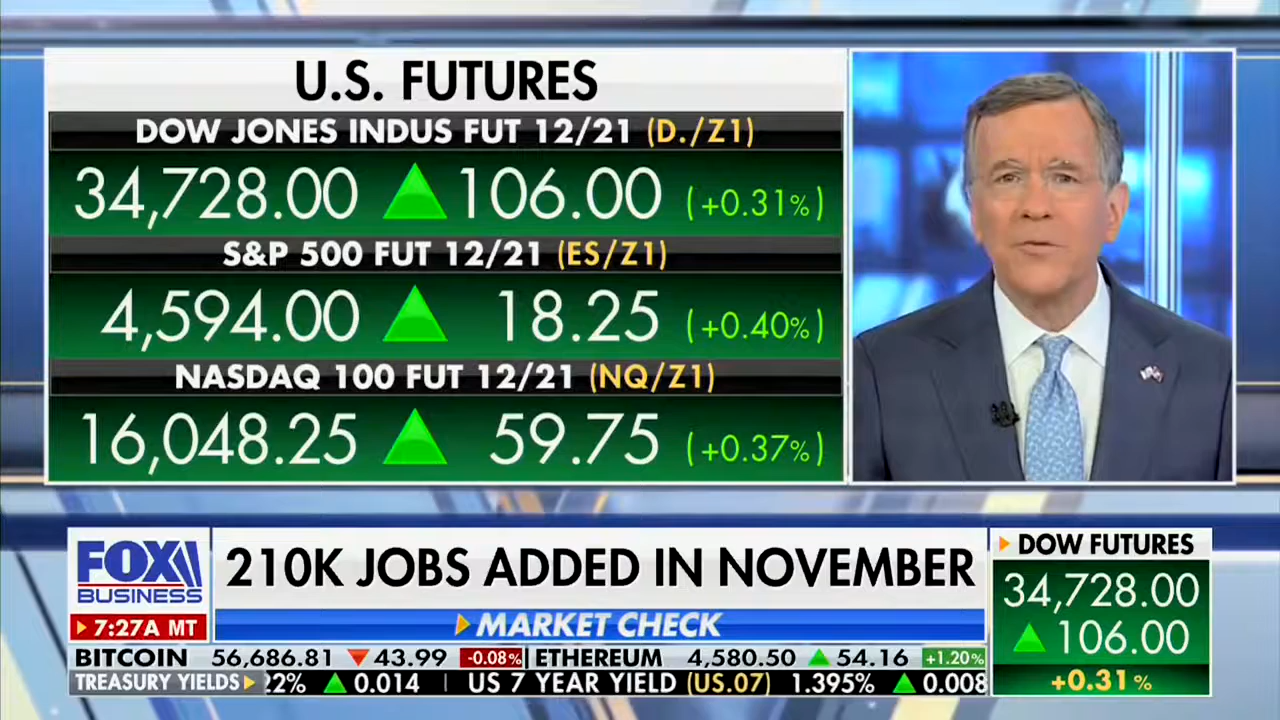 U.S. FUTURES
DOW JONES INDUS FUT 12/21 (D./Z1)
34,728.00 ▲ 106.00 (+0.31%)
S&P 500 FUT 12/21 (ES/Z1)
4,594.00 ▲ 18.25 (+0.40%)
NASDAQ 100 FUT 12/21 (NQ/Z1)
16,048.25 ▲ 59.75 (+0.37%)
FOX
BUSINESS
7:27A MT
210K JOBS ADDED IN NOVEMBER
MARKET CHECK
DOW FUTURES
34,728.00
▲ 106.00
+0.31%
BITCOIN 56,686.81 ▼ 43.99 -0.08% ETHEREUM 4,580.50 ▲ 54.16 +1.20%
TREASURY YIELDS 22% ▲ 0.014 | US 7 YEAR YIELD (US.07) 1.395% ▲ 0.008